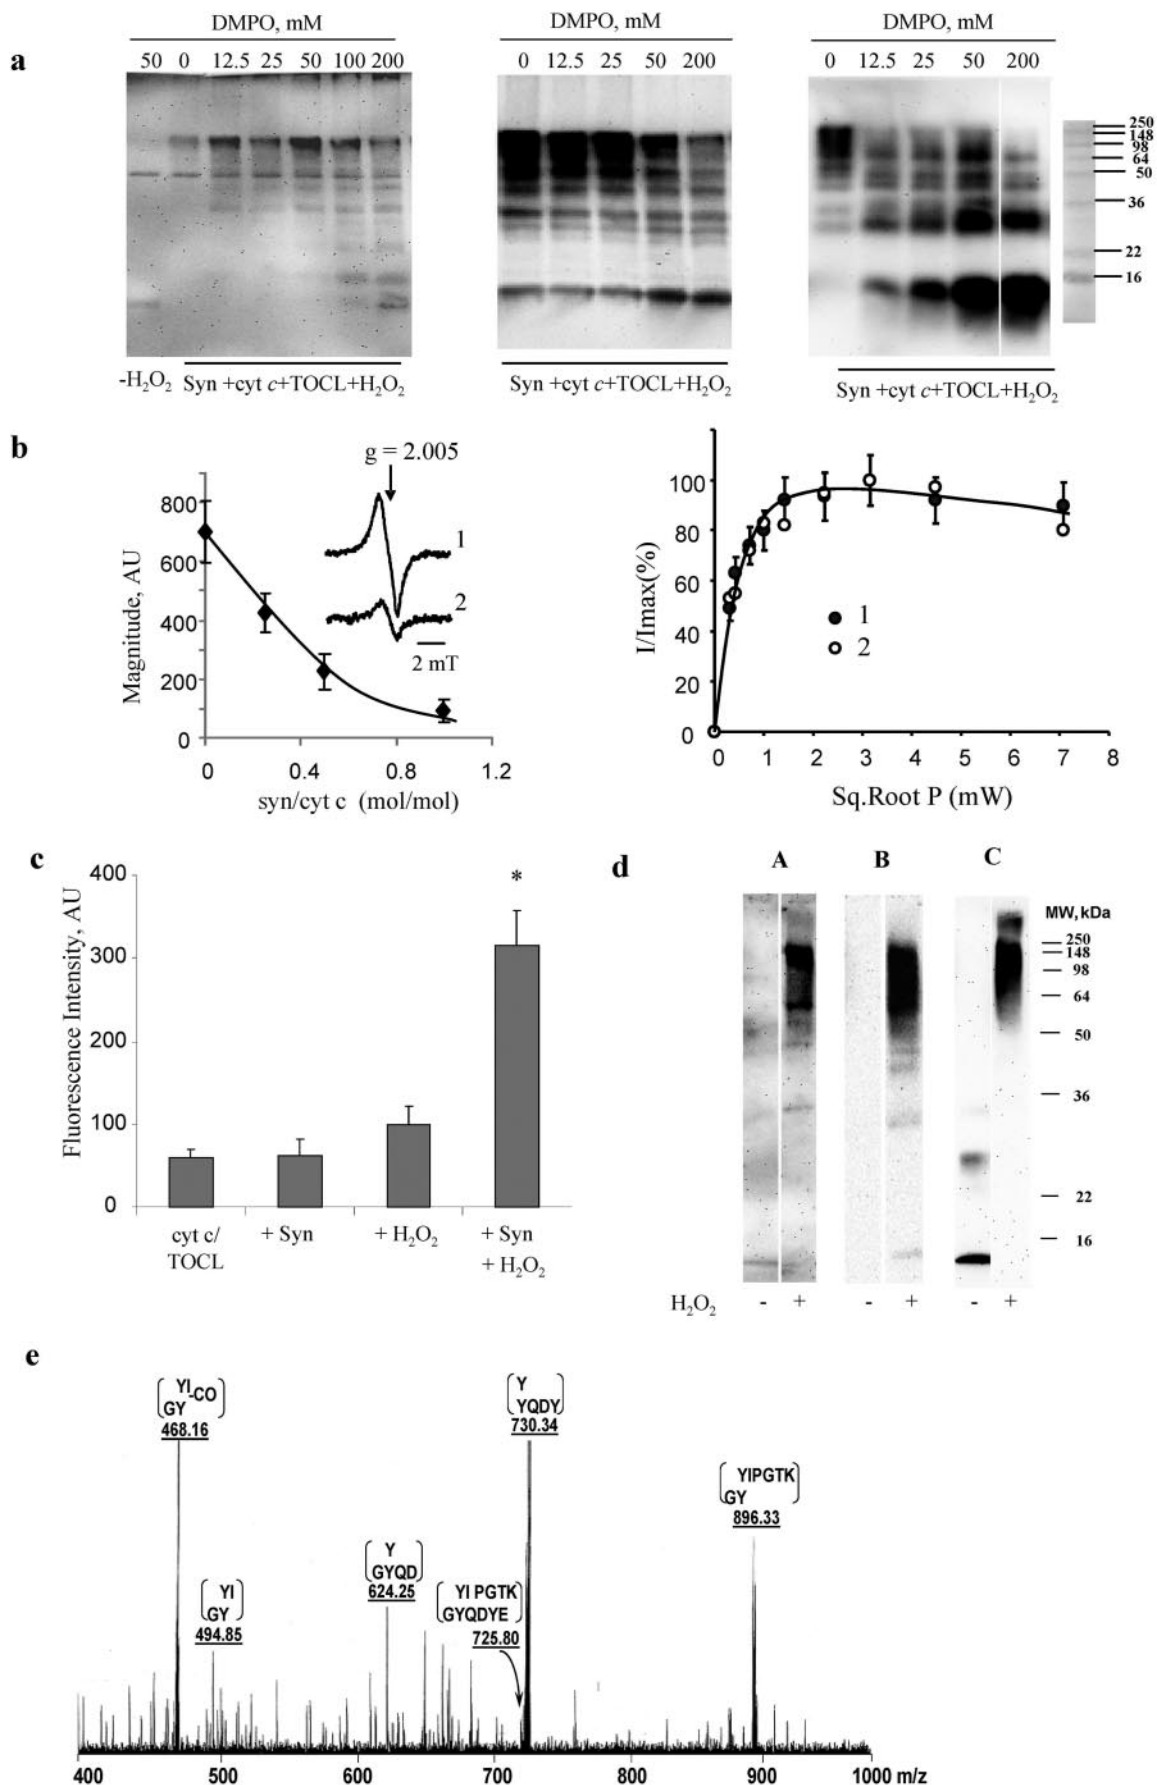 a
DMPO, mM
50 0 12.5 25 50 100 200
-H₂O₂ Syn +cyt c+TOCL+H₂O₂
DMPO, mM
0 12.5 25 50 200
Syn +cyt c+TOCL+H₂O₂
DMPO, mM
0 12.5 25 50 200
Syn +cyt c+TOCL+H₂O₂
250
148
98
64
50
36
22
16
b
Magnitude, AU
800
600
400
200
0
0 0.4 0.8 1.2
syn/cyt c (mol/mol)
g = 2.005
1
2
2 mT
I/Imax(%)
100
80
60
40
20
0
1
2
0 1 2 3 4 5 6 7 8
Sq.Root P (mW)
c
Fluorescence Intensity, AU
400
300
200
100
0
*
cyt c/
TOCL
+ Syn
+ H₂O₂
+ Syn
+ H₂O₂
d
A B C
MW, kDa
250
148
98
64
50
36
22
16
H₂O₂ - + - + - +
e
YI
GY -CO
468.16
YI
GY
494.85
Y
GYQD
624.25
YI PGTK
GYQDYE
725.80
Y
YQDY
730.34
YIPGTK
GY
896.33
400 500 600 700 800 900 1000 m/z